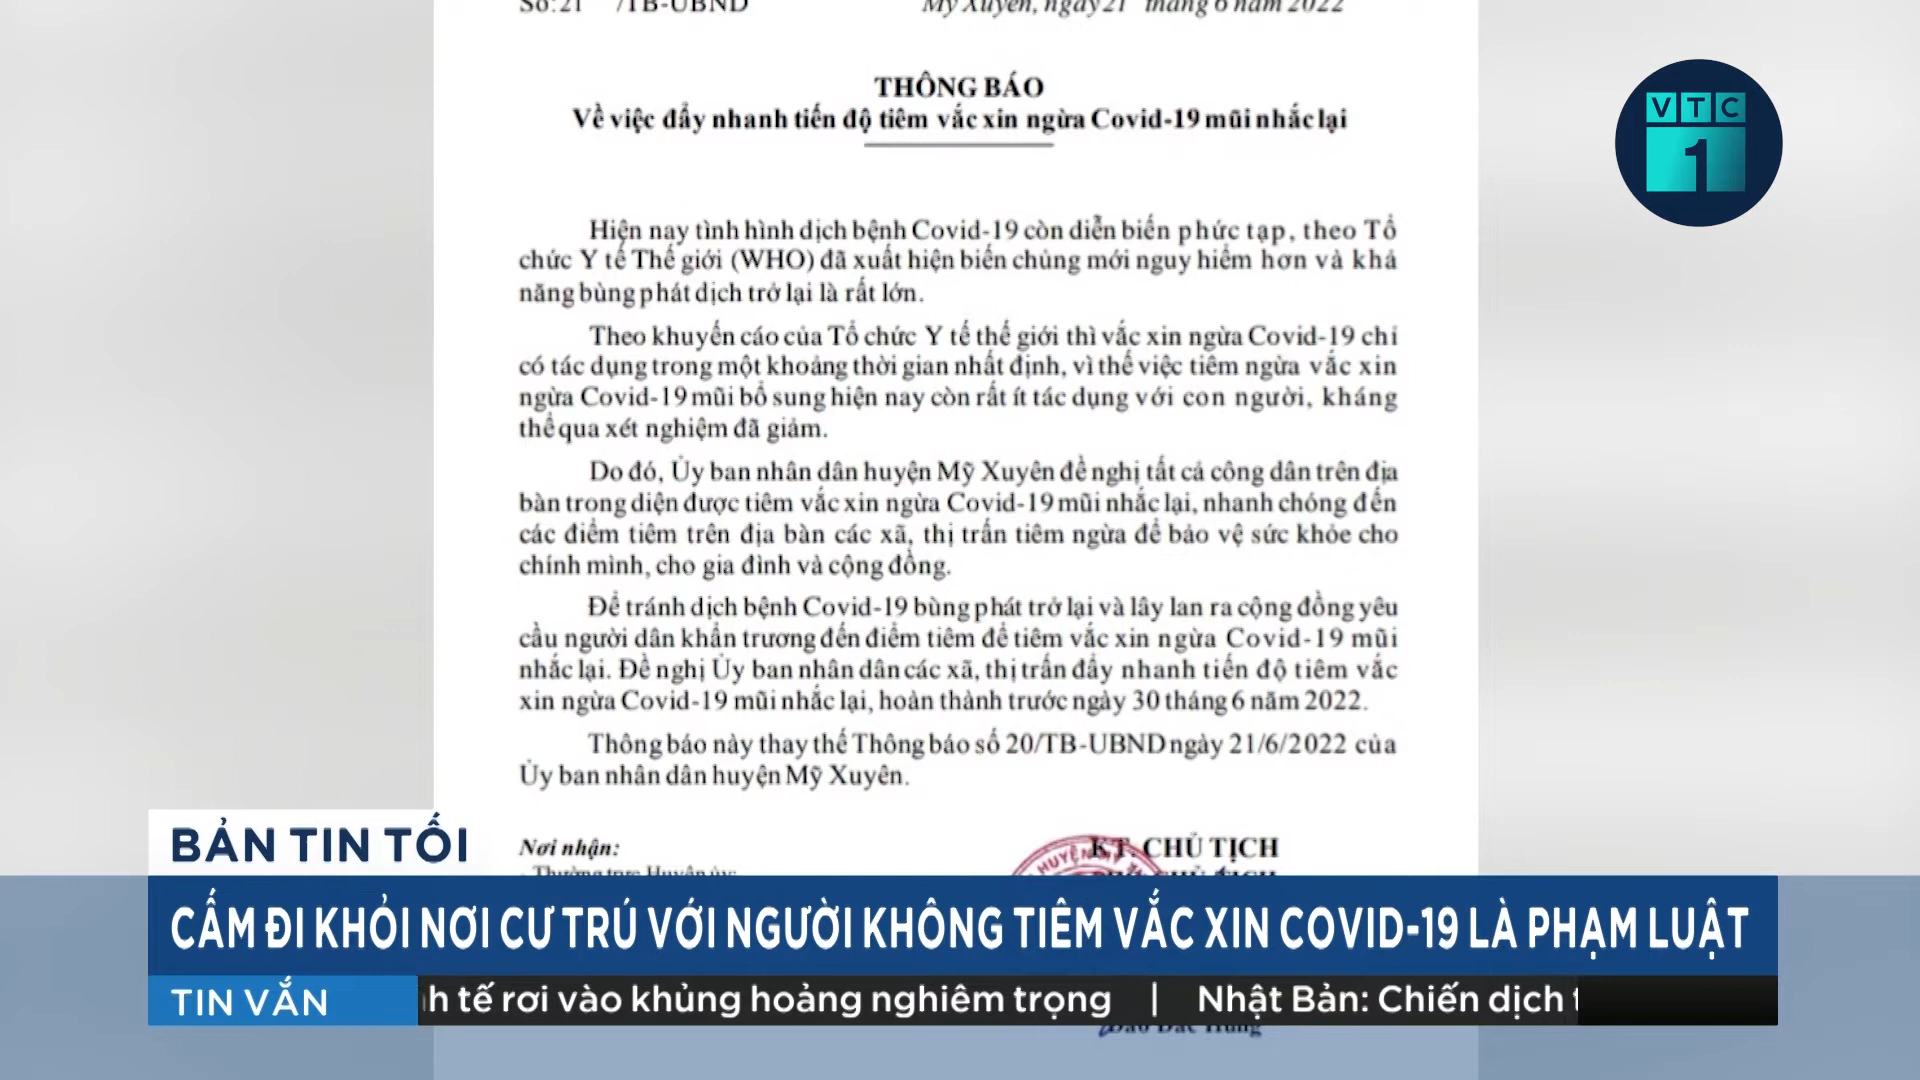 Số:21 /TB-UBND
Mỹ Xuyên, ngày 21 tháng 6 năm 2022
THÔNG BÁO
Về việc đẩy nhanh tiến độ tiêm vắc xin ngừa Covid-19 mũi nhắc lại
VTC
1
Hiện nay tình hình dịch bệnh Covid-19 còn diễn biến phức tạp, theo Tổ
chức Y tế Thế giới (WHO) đã xuất hiện biến chủng mới nguy hiểm hơn và khả
năng bùng phát dịch trở lại là rất lớn.
Theo khuyến cáo của Tổ chức Y tế thế giới thì vắc xin ngừa Covid-19 chỉ
có tác dụng trong một khoảng thời gian nhất định, vì thế việc tiêm ngừa vắc xin
ngừa Covid-19 mũi bổ sung hiện nay còn rất ít tác dụng với con người, kháng
thể qua xét nghiệm đã giảm.
Do đó, Ủy ban nhân dân huyện Mỹ Xuyên đề nghị tất cả công dân trên địa
bàn trong diện được tiêm vắc xin ngừa Covid-19 mũi nhắc lại, nhanh chóng đến
các điểm tiêm trên địa bàn các xã, thị trấn tiêm ngừa để bảo vệ sức khỏe cho
chính mình, cho gia đình và cộng đồng.
Để tránh dịch bệnh Covid-19 bùng phát trở lại và lây lan ra cộng đồng yêu
cầu người dân khẩn trương đến điểm tiêm để tiêm vắc xin ngừa Covid-19 mũi
nhắc lại. Đề nghị Ủy ban nhân dân các xã, thị trấn đẩy nhanh tiến độ tiêm vắc
xin ngừa Covid-19 mũi nhắc lại, hoàn thành trước ngày 30 tháng 6 năm 2022.
Thông báo này thay thế Thông báo số 20/TB-UBND ngày 21/6/2022 của
Ủy ban nhân dân huyện Mỹ Xuyên.
Nơi nhận:
KT. CHỦ TỊCH
- Thường trực Huyện ủy;
HUYỆN MỸ
BẢN TIN TỐI
CẤM ĐI KHỎI NƠI CƯ TRÚ VỚI NGƯỜI KHÔNG TIÊM VẮC XIN COVID-19 LÀ PHẠM LUẬT
TIN VẮN
tế rơi vào khủng hoảng nghiêm trọng | Nhật Bản: Chiến dịch